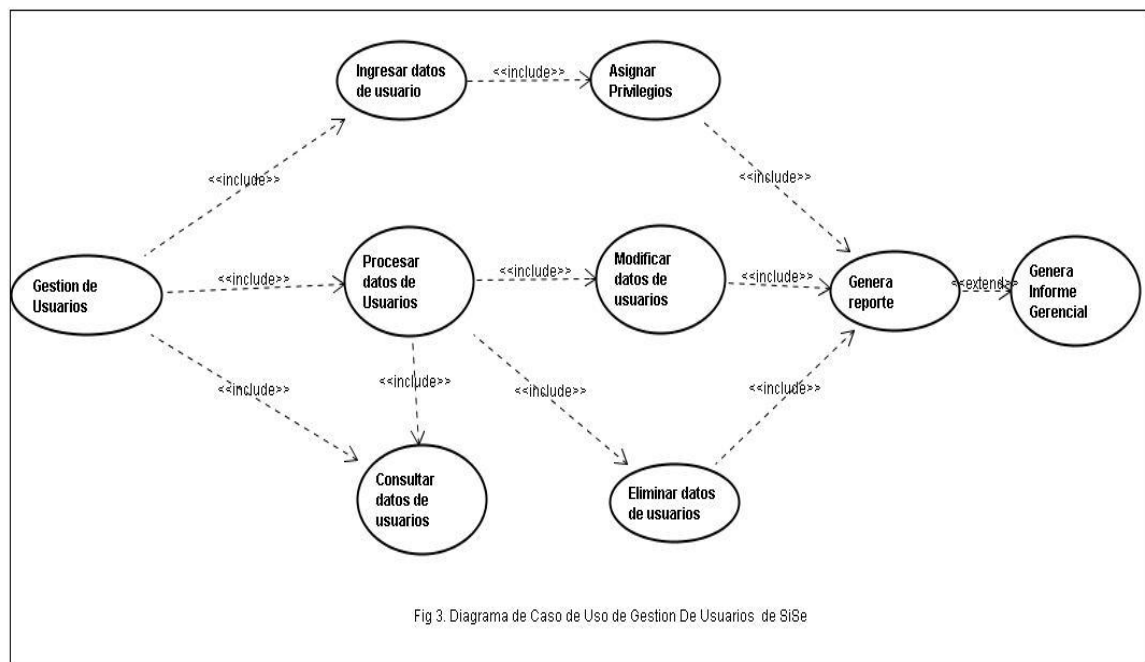 Ingresar datos
de usuario
<<include>>
Asignar
Privilegios
<<include>>
<<include>>
Gestion de
Usuarios
<<include>>
Procesar
datos de
Usuarios
<<include>>
Modificar
datos de
usuarios
<<include>>
Genera
reporte
<<extend>>
Genera
Informe
Gerencial
<<include>>
<<include>>
<<include>>
<<include>>
Consultar
datos de
usuarios
Eliminar datos
de usuarios
Fig 3. Diagrama de Caso de Uso de Gestion De Usuarios de SiSe